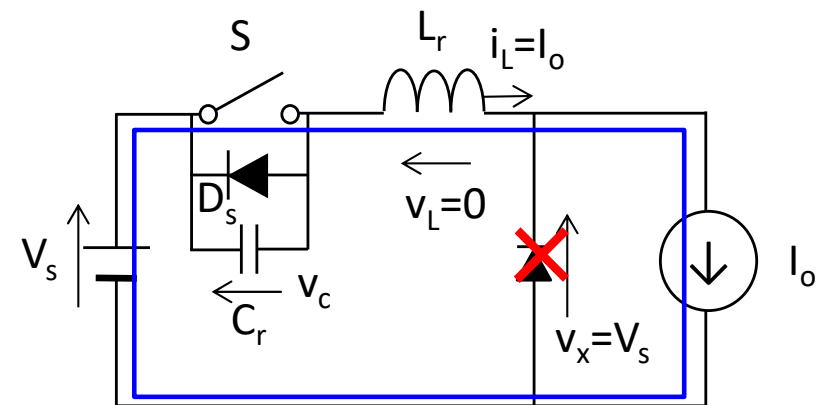 S
Lr
iL=Io
Ds
vL=0
Vs
vc
Cr
vx=Vs
Io